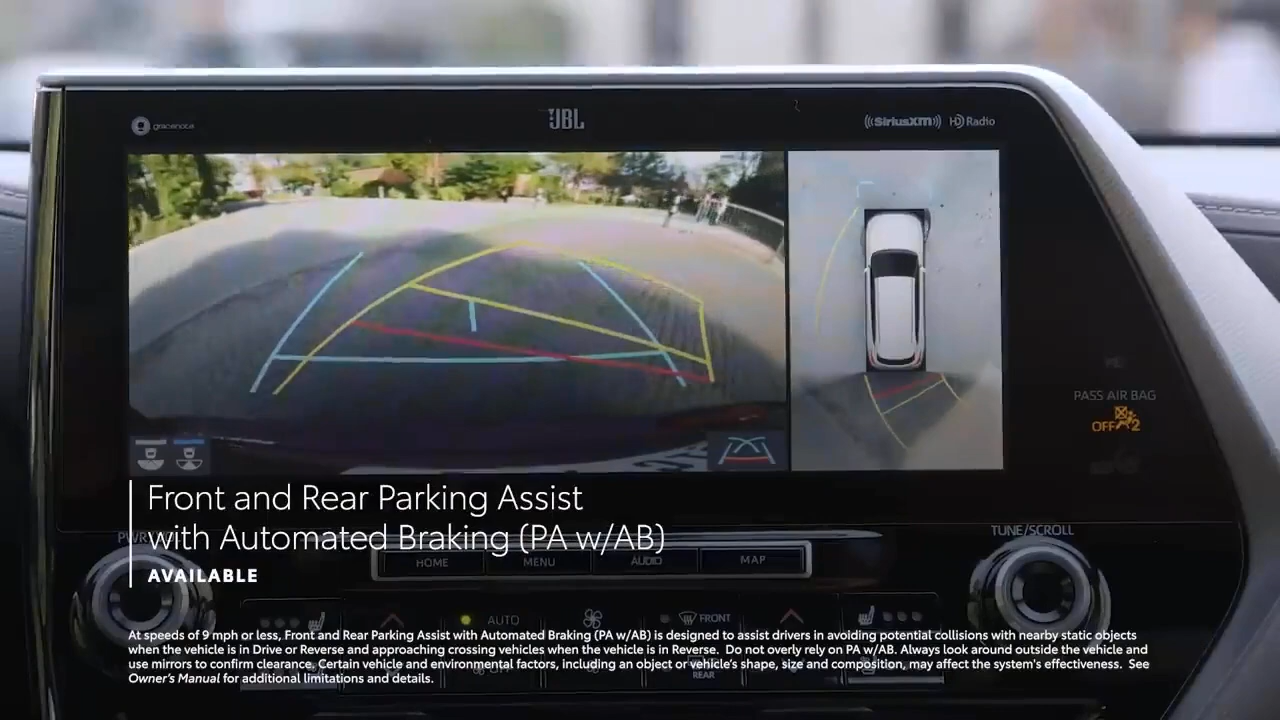 gracenote
JBL
((SiriusXM))
HD Radio
PASS AIR BAG
OFF 2
Front and Rear Parking Assist
with Automated Braking (PA w/AB)
AVAILABLE
PWR
TUNE/SCROLL
HOME
MENU
AUDIO
MAP
AUTO
FRONT
At speeds of 9 mph or less, Front and Rear Parking Assist with Automated Braking (PA w/AB) is designed to assist drivers in avoiding potential collisions with nearby static objects
when the vehicle is in Drive or Reverse and approaching crossing vehicles when the vehicle is in Reverse. Do not overly rely on PA w/AB. Always look around outside the vehicle and
use mirrors to confirm clearance. Certain vehicle and environmental factors, including an object or vehicle's shape, size and composition, may affect the system's effectiveness. See
Owner's Manual for additional limitations and details.
OFF
REAR